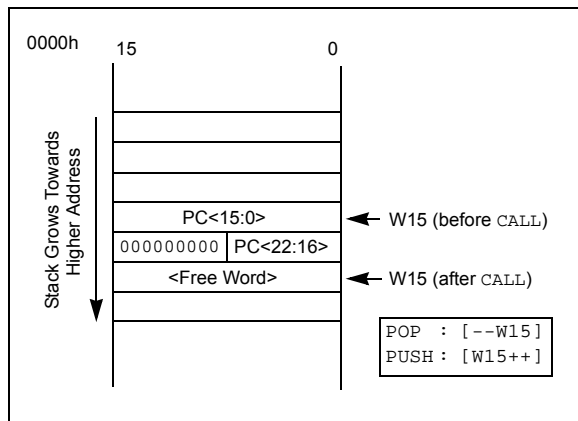 0000h
15
0
Stack Grows Towards
Higher Address
PC<15:0>
W15 (before CALL)
000000000
PC<22:16>
<Free Word>
W15 (after CALL)
POP : [--W15]
PUSH : [W15++]